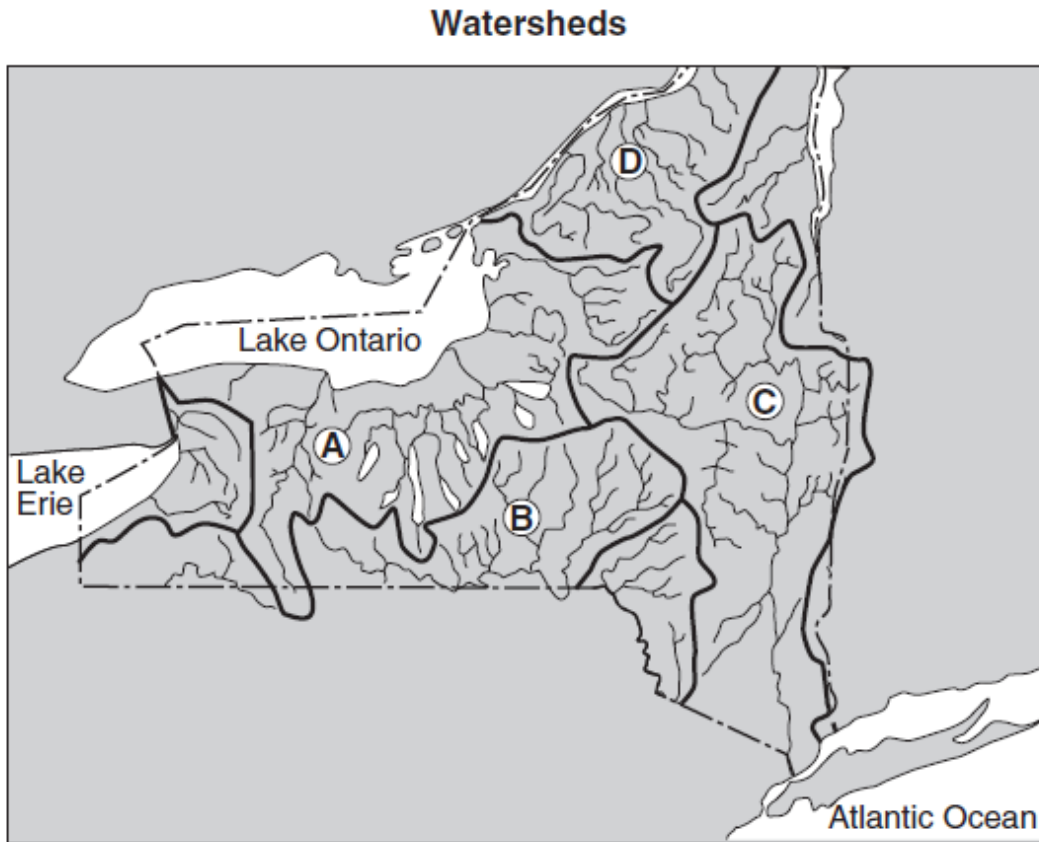 Watersheds
D
Lake Ontario
C
A
Lake
Erie
B
Atlantic Ocean